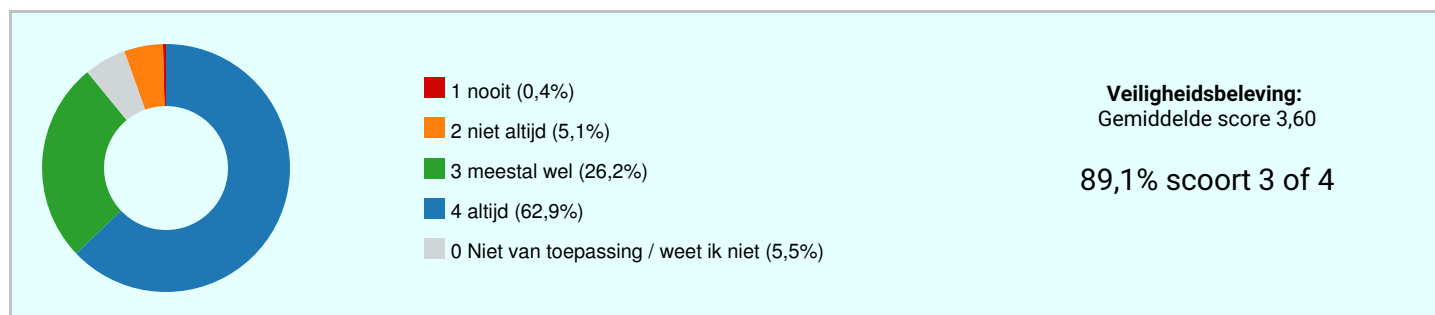 1 nooit (0,4%)
2 niet altijd (5,1%)
3 meestal wel (26,2%)
4 altijd (62,9%)
0 Niet van toepassing / weet ik niet (5,5%)
Veiligheidsbeleving:
Gemiddelde score 3,60
89,1% scoort 3 of 4